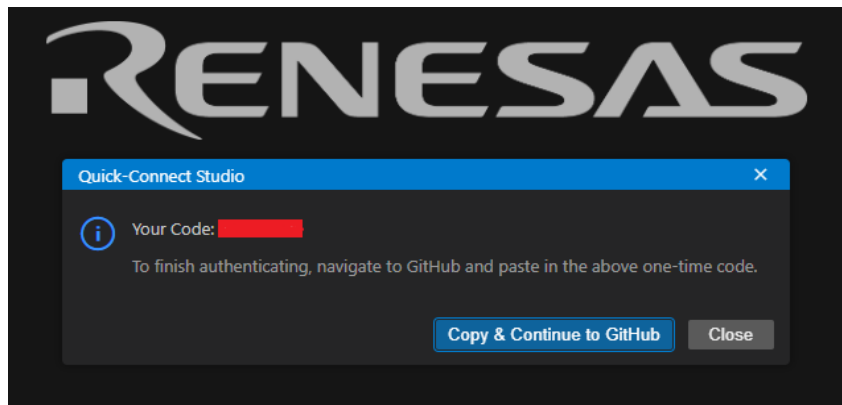 RENESAS
Quick-Connect Studio
Your Code:
To finish authenticating, navigate to GitHub and paste in the above one-time code.
Copy & Continue to GitHub Close